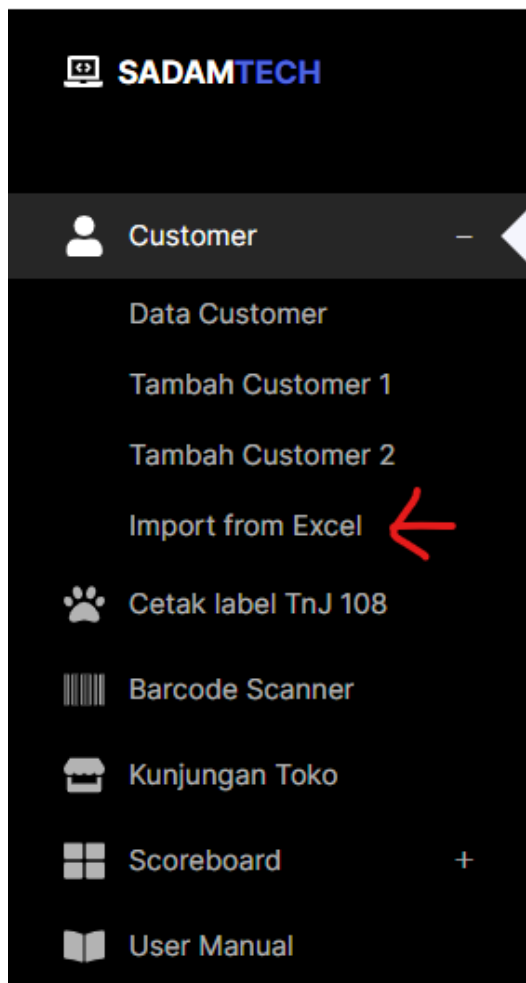 SADAMTECH
Customer
Data Customer
Tambah Customer 1
Tambah Customer 2
Import from Excel
Cetak label TnJ 108
Barcode Scanner
Kunjungan Toko
Scoreboard
User Manual